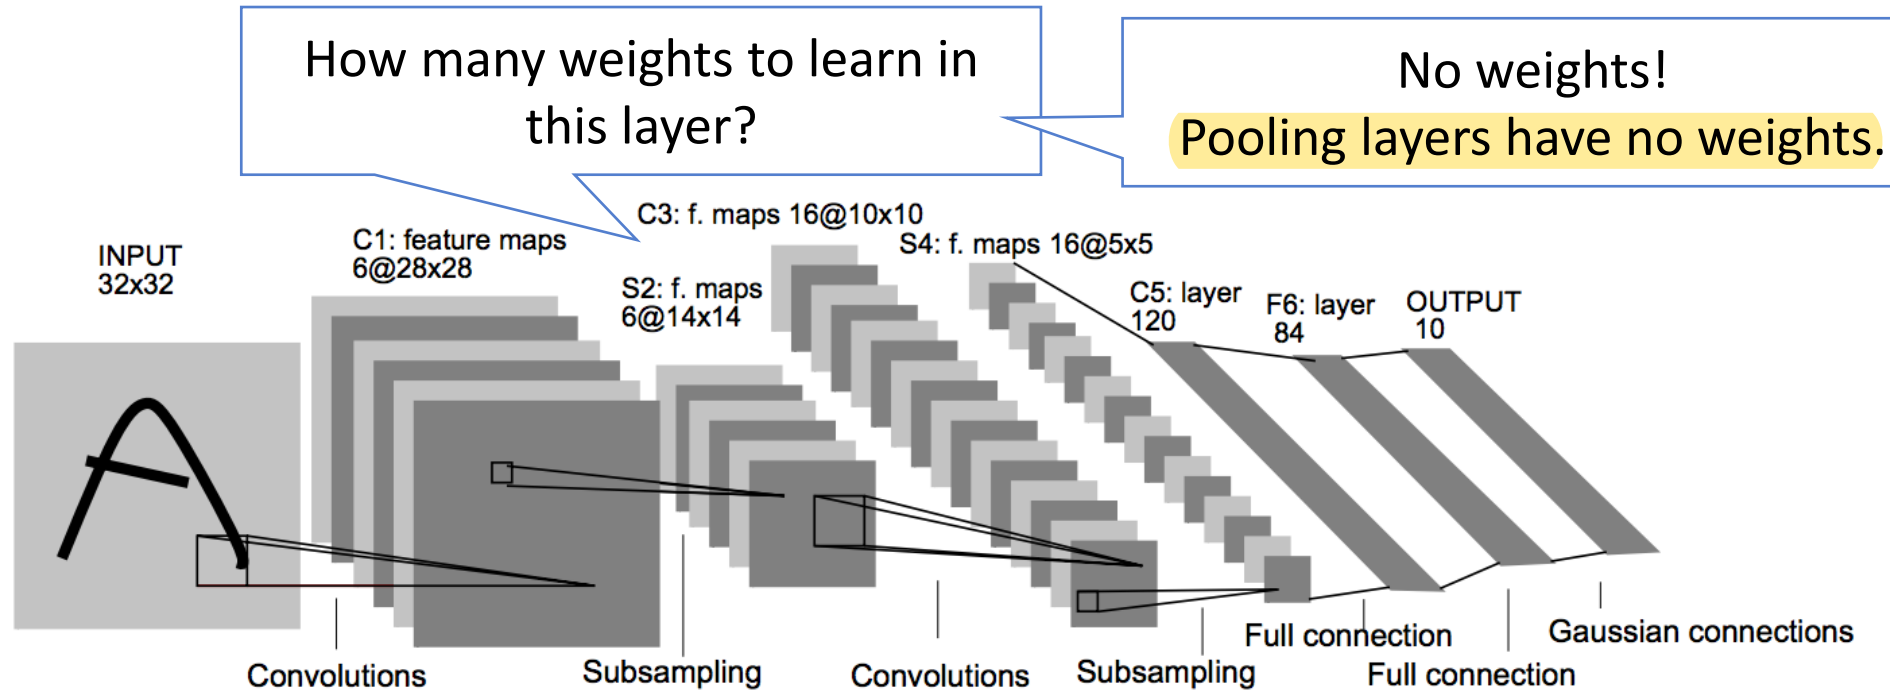 How many weights to learn in
this layer?
No weights!
Pooling layers have no weights.
INPUT
32x32
C1: feature maps
6@28x28
S2: f. maps
6@14x14
C3: f. maps 16@10x10
S4: f. maps 16@5x5
C5: layer
120
F6: layer
84
OUTPUT
10
Convolutions
Subsampling
Convolutions
Subsampling
Full connection
Full connection
Gaussian connections